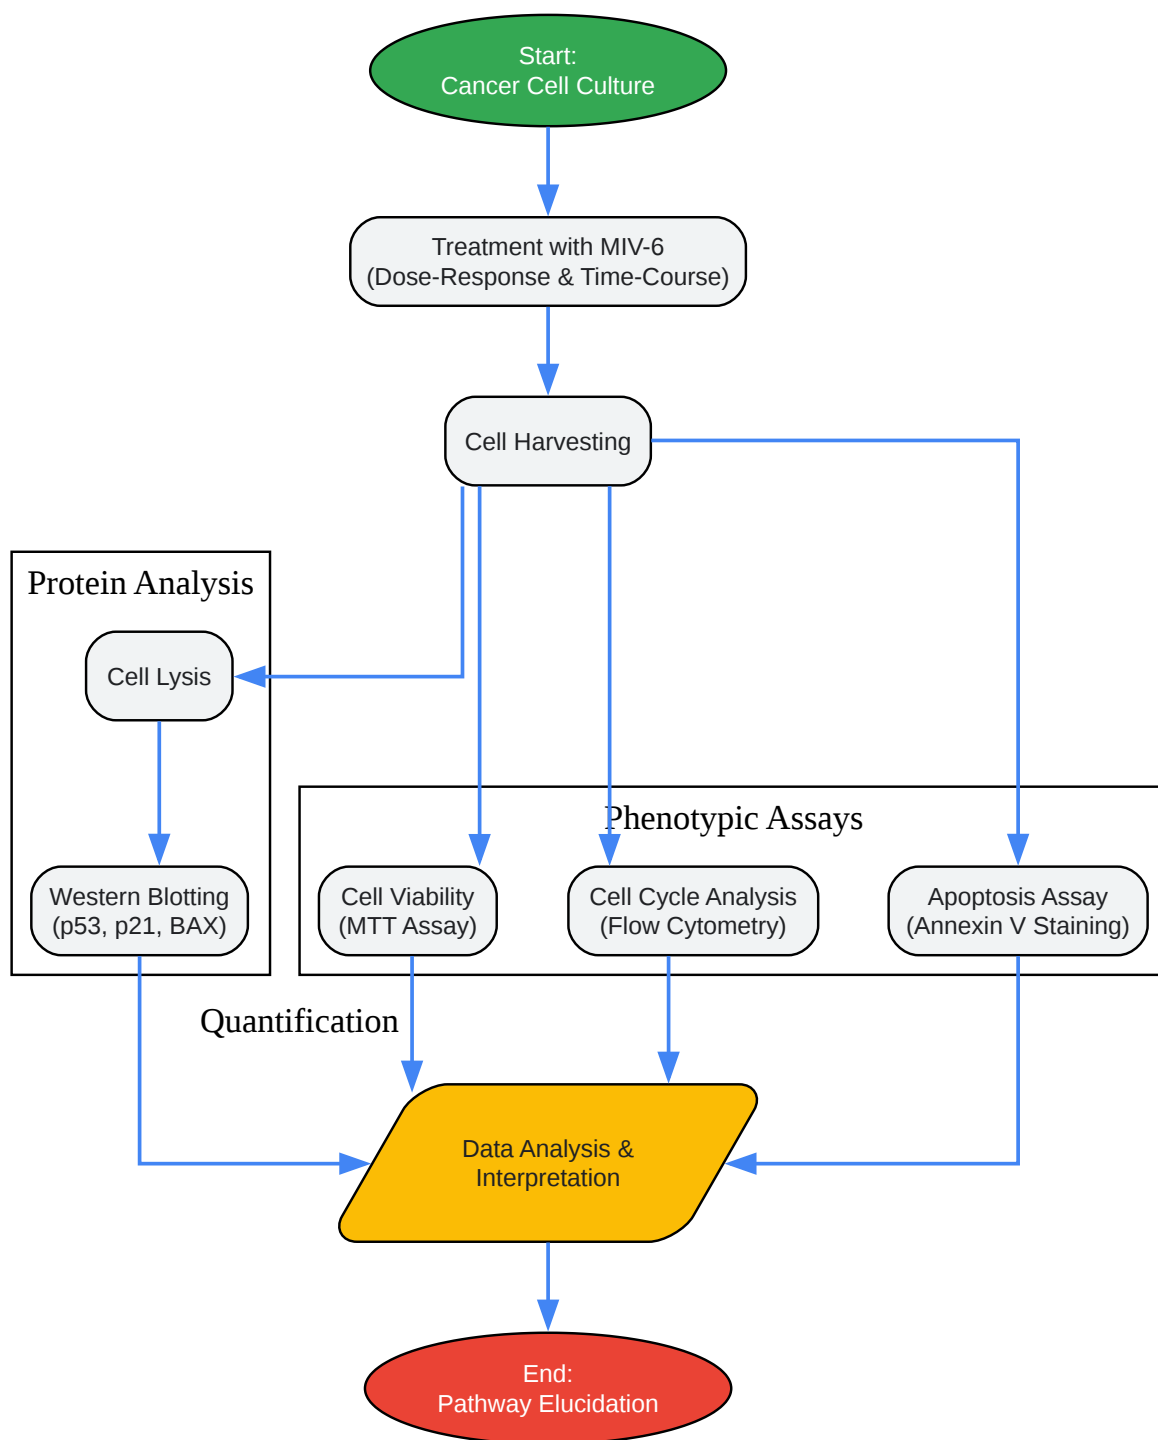 Start:
Cancer Cell Culture
Treatment with MIV-6
(Dose-Response & Time-Course)
Cell Harvesting
Protein Analysis
Cell Lysis
Phenotypic Assays
Western Blotting
(p53, p21, BAX)
Cell Viability
(MTT Assay)
Cell Cycle Analysis
(Flow Cytometry)
Apoptosis Assay
(Annexin V Staining)
Quantification
Data Analysis &
Interpretation
End:
Pathway Elucidation